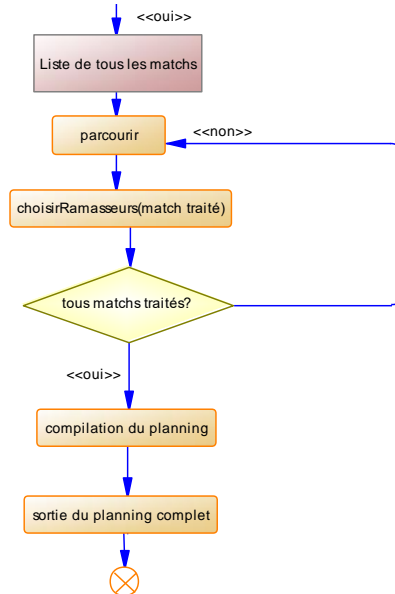 <<oui>>
Liste de tous les matchs
<<non>>
parcourir
choisirRamasseurs(match traité)
tous matchs traités?
<<oui>>
compilation du planning
sortie du planning complet